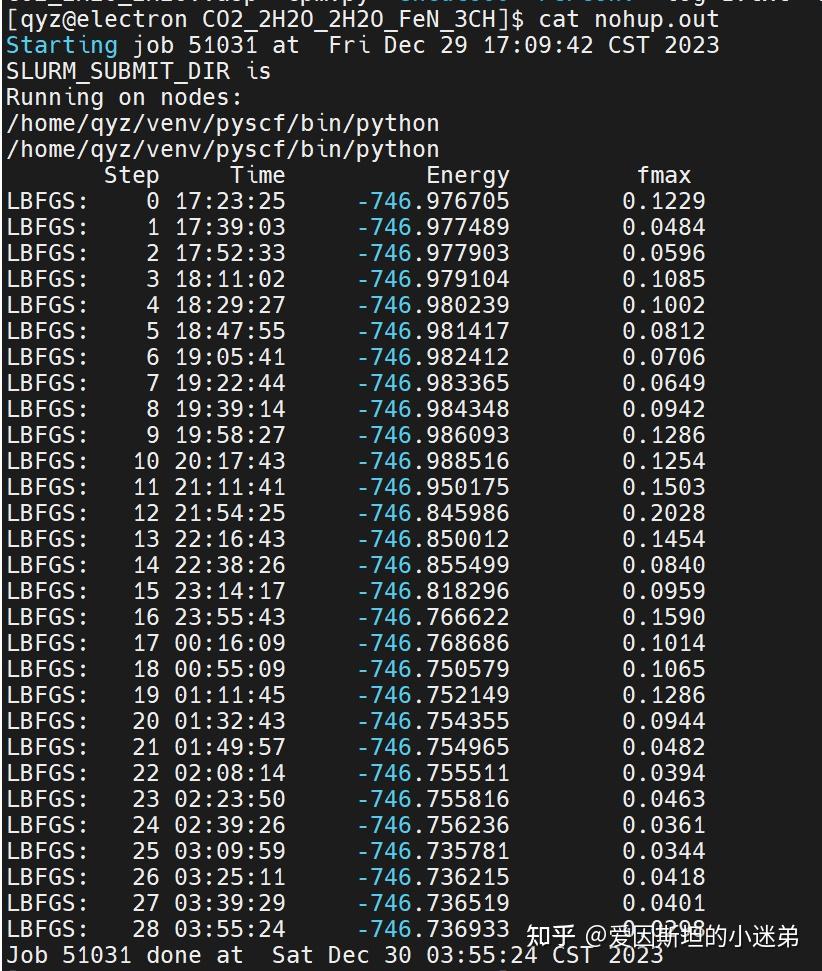 [qyz@electron CO2_2H2O_2H2O_FeN_3CH]$ cat nohup.out
Starting job 51031 at  Fri Dec 29 17:09:42 CST 2023
SLURM_SUBMIT_DIR is
Running on nodes:
/home/qyz/venv/pyscf/bin/python
/home/qyz/venv/pyscf/bin/python
Step Time Energy fmax
LBFGS: 0 17:23:25 -746.976705 0.1229
LBFGS: 1 17:39:03 -746.977489 0.0484
LBFGS: 2 17:52:33 -746.977903 0.0596
LBFGS: 3 18:11:02 -746.979104 0.1085
LBFGS: 4 18:29:27 -746.980239 0.1002
LBFGS: 5 18:47:55 -746.981417 0.0812
LBFGS: 6 19:05:41 -746.982412 0.0706
LBFGS: 7 19:22:44 -746.983365 0.0649
LBFGS: 8 19:39:14 -746.984348 0.0942
LBFGS: 9 19:58:27 -746.986093 0.1286
LBFGS: 10 20:17:43 -746.988516 0.1254
LBFGS: 11 21:11:41 -746.950175 0.1503
LBFGS: 12 21:54:25 -746.845986 0.2028
LBFGS: 13 22:16:43 -746.850012 0.1454
LBFGS: 14 22:38:26 -746.855499 0.0840
LBFGS: 15 23:14:17 -746.818296 0.0959
LBFGS: 16 23:55:43 -746.766622 0.1590
LBFGS: 17 00:16:09 -746.768686 0.1014
LBFGS: 18 00:55:09 -746.750579 0.1065
LBFGS: 19 01:11:45 -746.752149 0.1286
LBFGS: 20 01:32:43 -746.754355 0.0944
LBFGS: 21 01:49:57 -746.754965 0.0482
LBFGS: 22 02:08:14 -746.755511 0.0394
LBFGS: 23 02:23:50 -746.755816 0.0463
LBFGS: 24 02:39:26 -746.756236 0.0361
LBFGS: 25 03:09:59 -746.735781 0.0344
LBFGS: 26 03:25:11 -746.736215 0.0418
LBFGS: 27 03:39:29 -746.736519 0.0401
LBFGS: 28 03:55:24 -746.736933
知乎 @爱因斯坦的小迷弟
Job 51031 done at  Sat Dec 30 03:55:24 CST 2023